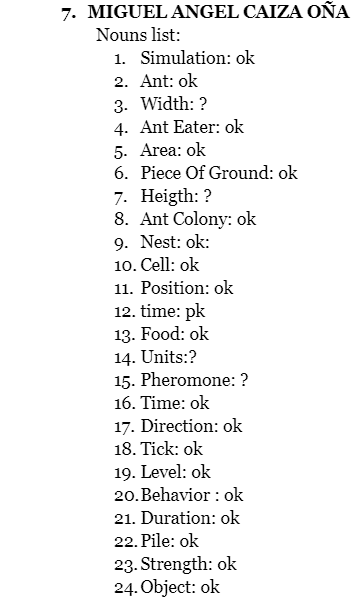 7. MIGUEL ANGEL CAIZA OÑA
Nouns list:
1. Simulation: ok
2. Ant: ok
3. Width: ?
4. Ant Eater: ok
5. Area: ok
6. Piece Of Ground: ok
7. Heigth: ?
8. Ant Colony: ok
9. Nest: ok:
10. Cell: ok
11. Position: ok
12. time: pk
13. Food: ok
14. Units:?
15. Pheromone: ?
16. Time: ok
17. Direction: ok
18. Tick: ok
19. Level: ok
20. Behavior : ok
21. Duration: ok
22. Pile: ok
23. Strength: ok
24. Object: ok